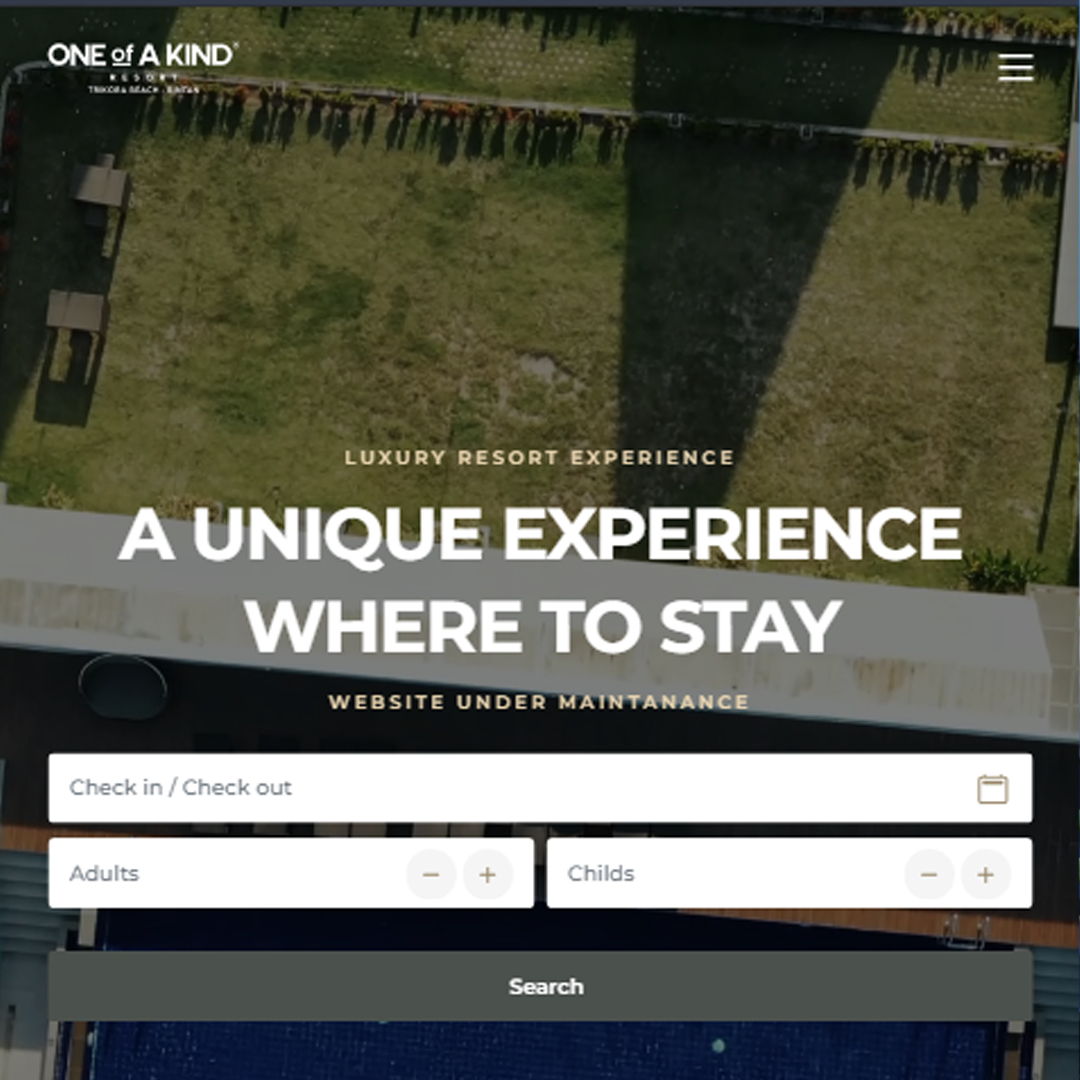 ONE of A KIND
RESORT
TRIKORA BEACH . BINTAN
LUXURY RESORT EXPERIENCE
A UNIQUE EXPERIENCE
WHERE TO STAY
WEBSITE UNDER MAINTANANCE
Check in / Check out
Adults
Childs
Search